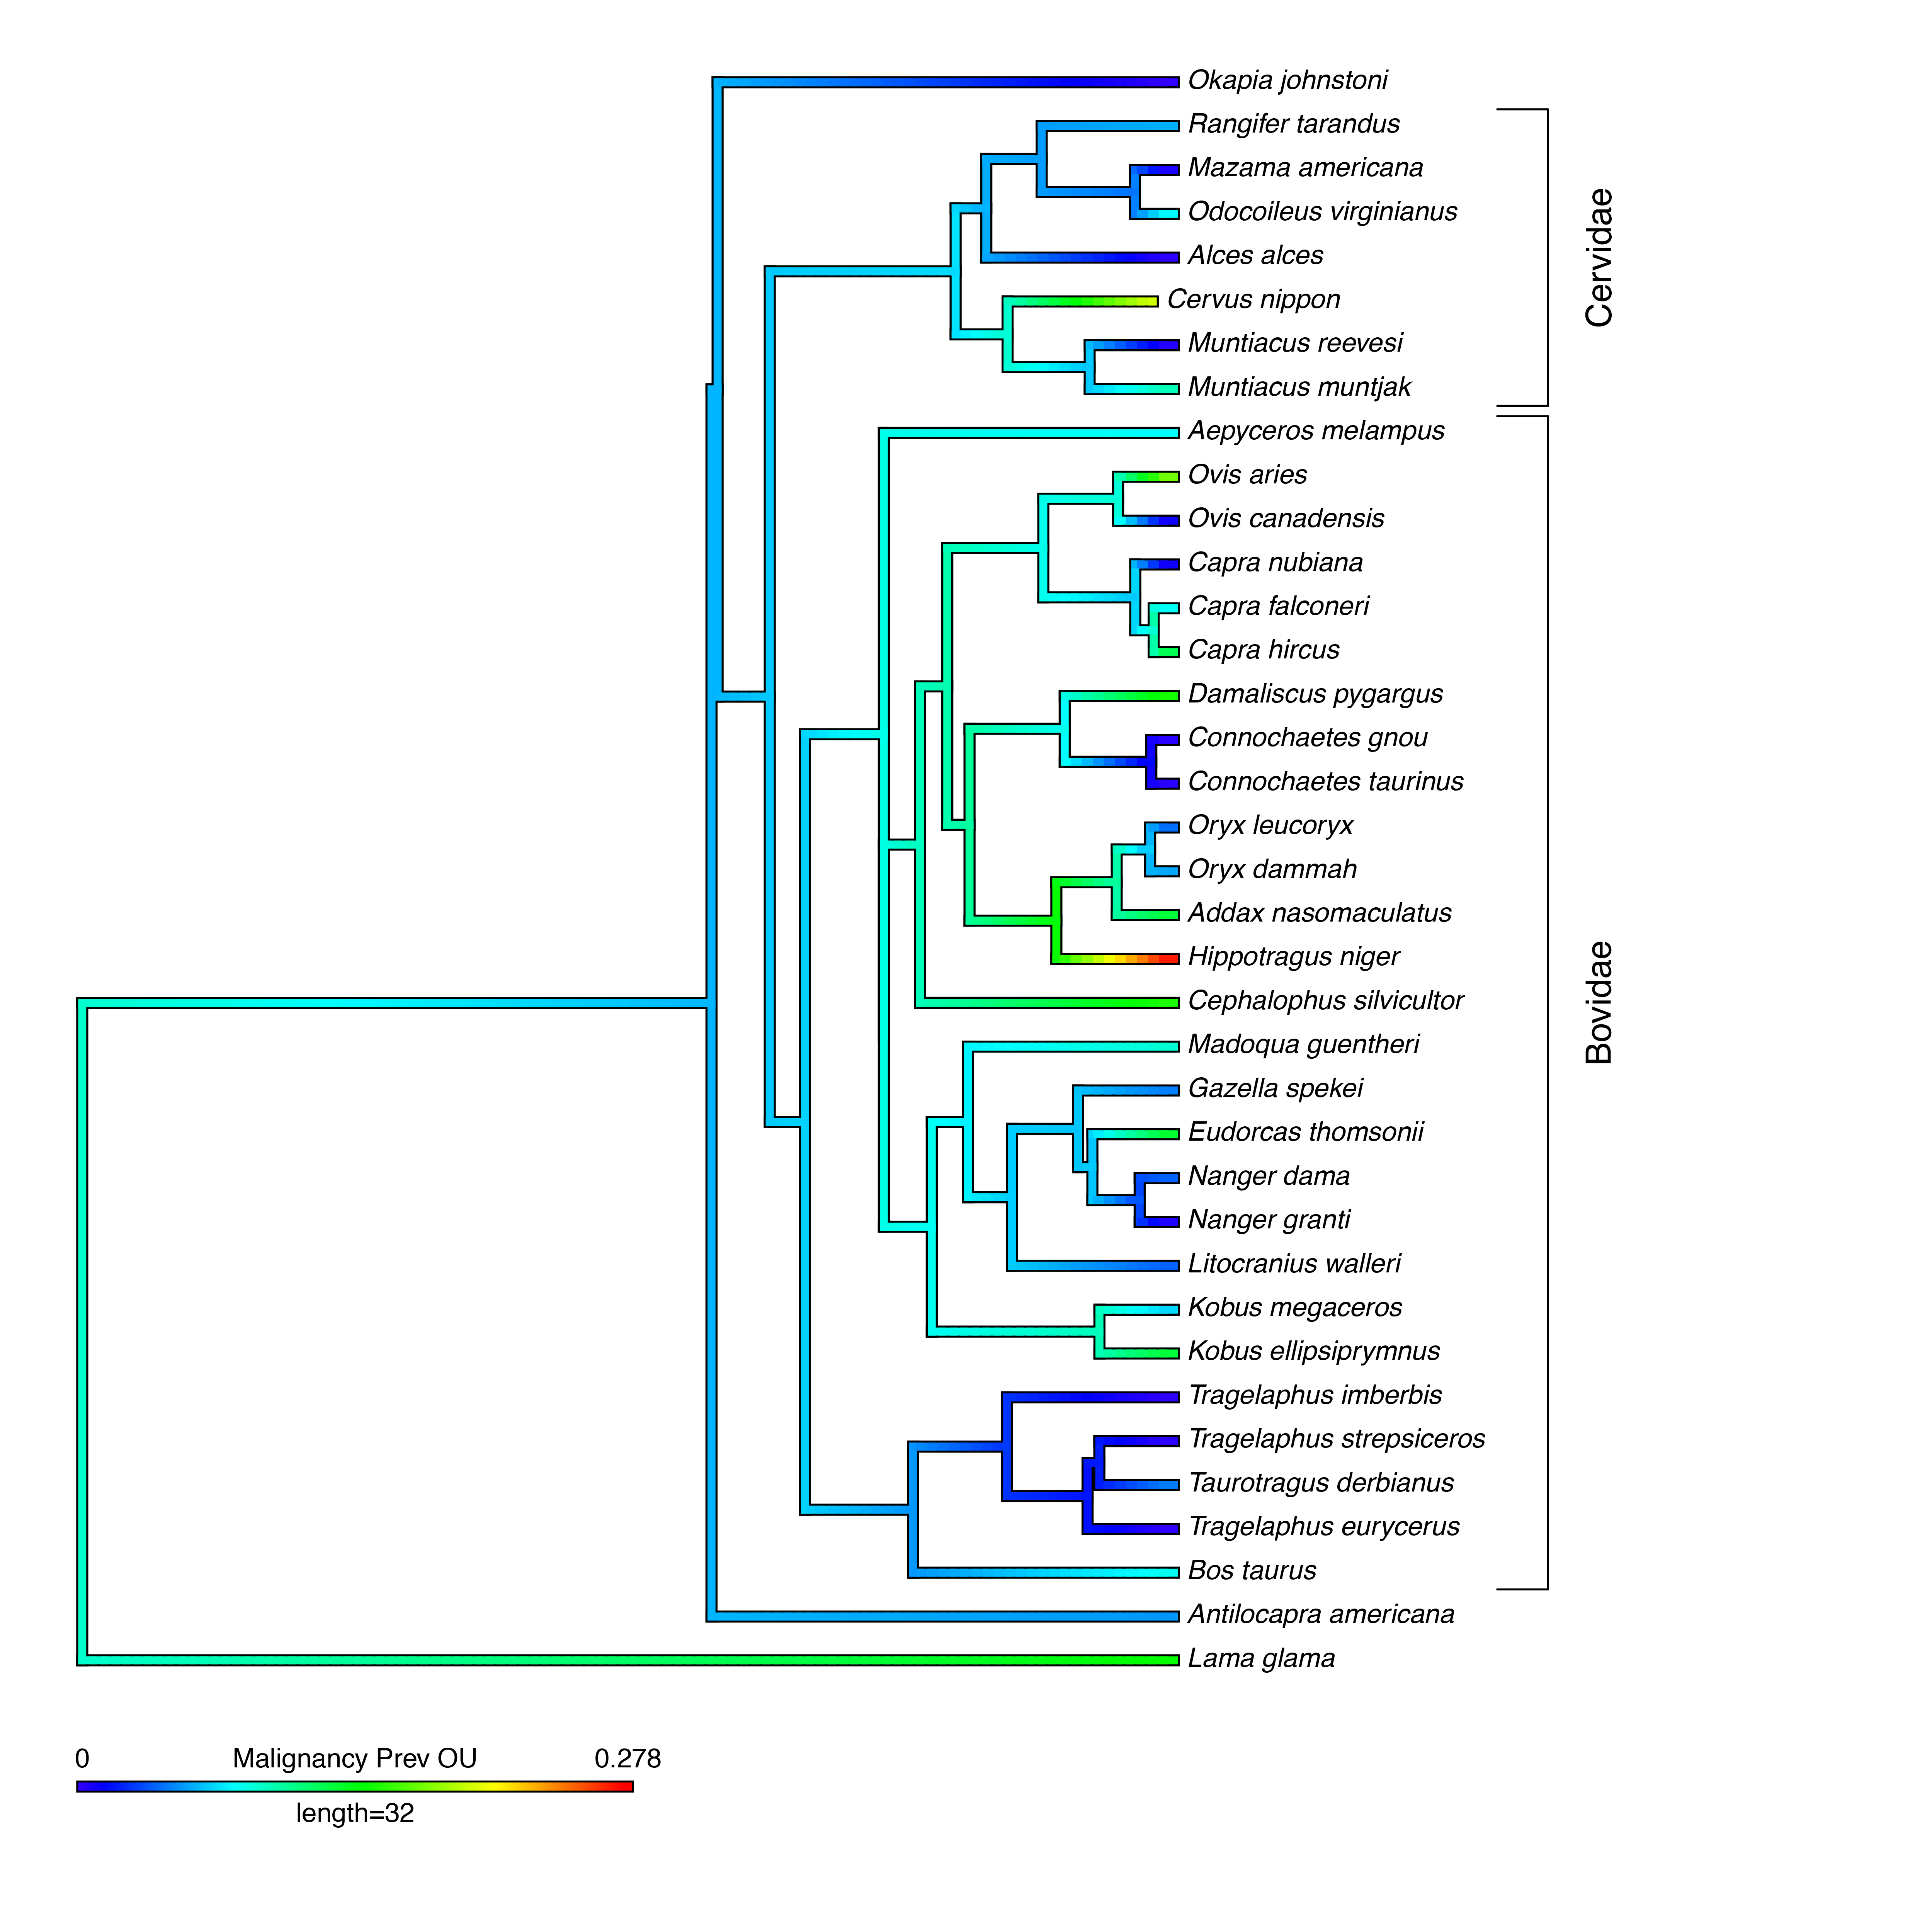 Okapia johnstoni
Rangifer tarandus
Mazama americana
Odocoileus virginianus
Alces alces
Cervus nippon
Muntiacus reevesi
Muntiacus muntjak
Cervidae
Aepyceros melampus
Ovis aries
Ovis canadensis
Capra nubiana
Capra falconeri
Capra hircus
Damaliscus pygargus
Connochaetes gnou
Connochaetes taurinus
Oryx leucoryx
Oryx dammah
Addax nasomaculatus
Hippotragus niger
Cephalophus silvicultor
Madoqua guentheri
Gazella spekei
Eudorcas thomsonii
Nanger dama
Nanger granti
Litocranius walleri
Kobus megaceros
Kobus ellipsiprymnus
Tragelaphus imberbis
Tragelaphus strepsiceros
Taurotragus derbianus
Tragelaphus eurycerus
Bos taurus
Bovidae
Antilocapra americana
Lama glama
0 Malignancy Prev OU 0.278
length=32